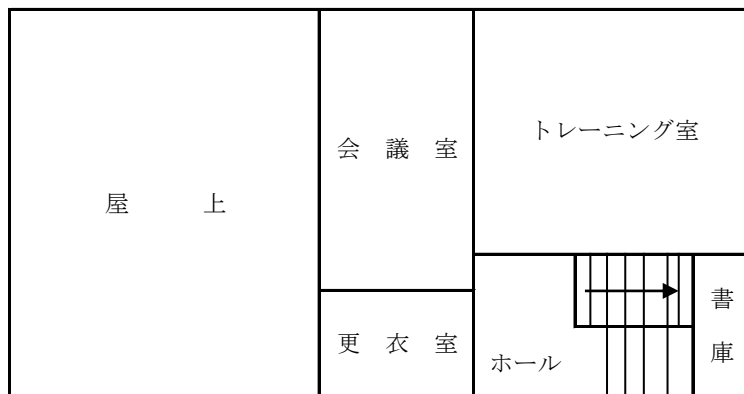 屋　上
会　議　室
トレーニング室
更　衣　室
ホール
書
庫